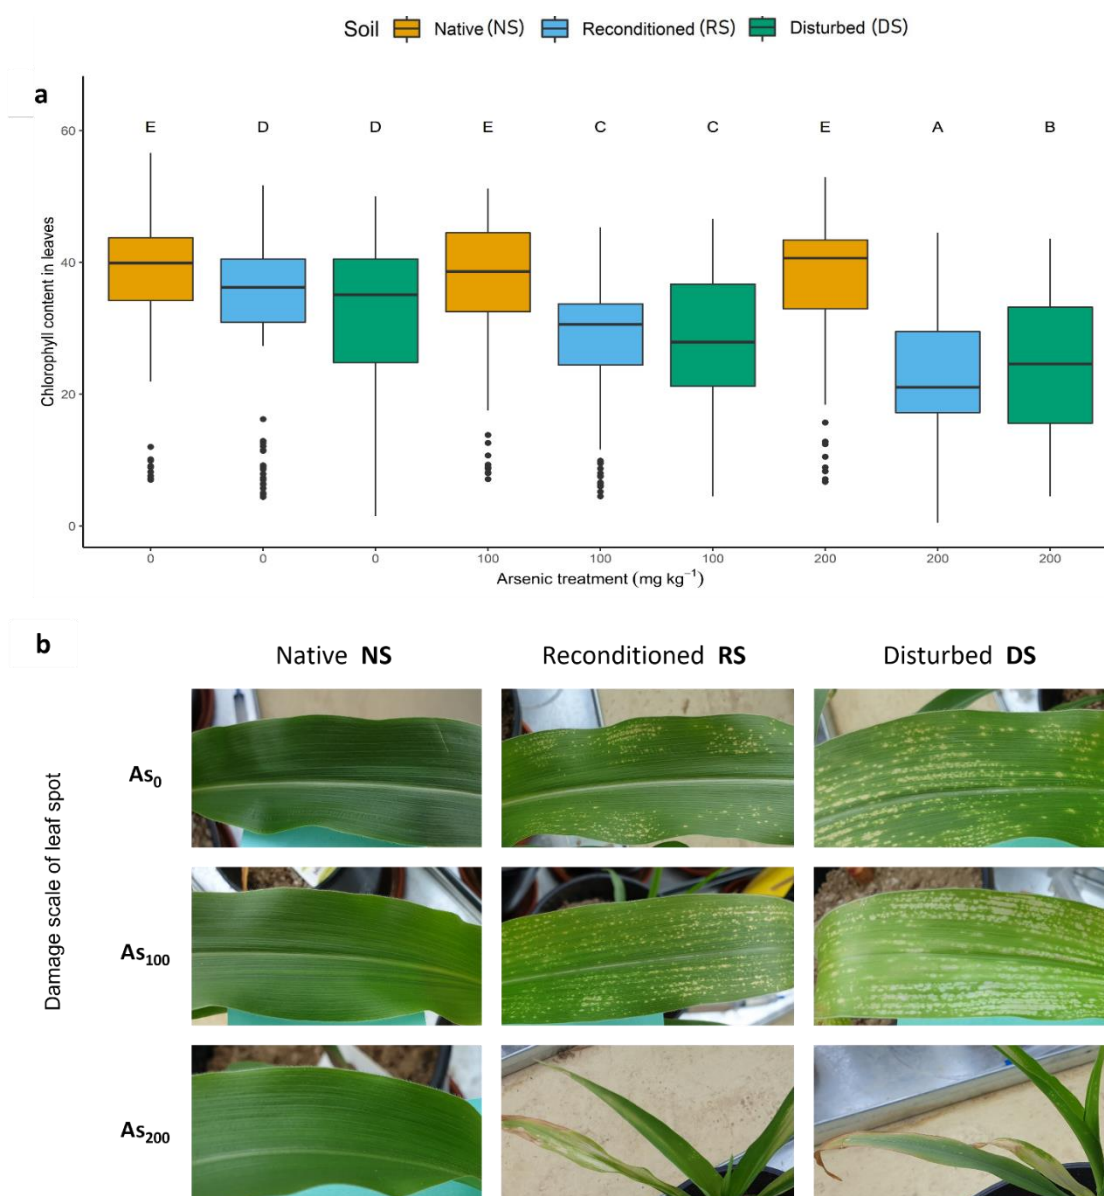 Soil Native (NS) Reconditioned (RS) Disturbed (DS)
a
E D D E C C E A B
60
40
20
0
Chlorophyll content in leaves
0 0 0 100 100 100 200 200 200
Arsenic treatment (mg kg⁻¹)
b
Native NS Reconditioned RS Disturbed DS
Damage scale of leaf spot
As₀
As₁₀₀
As₂₀₀